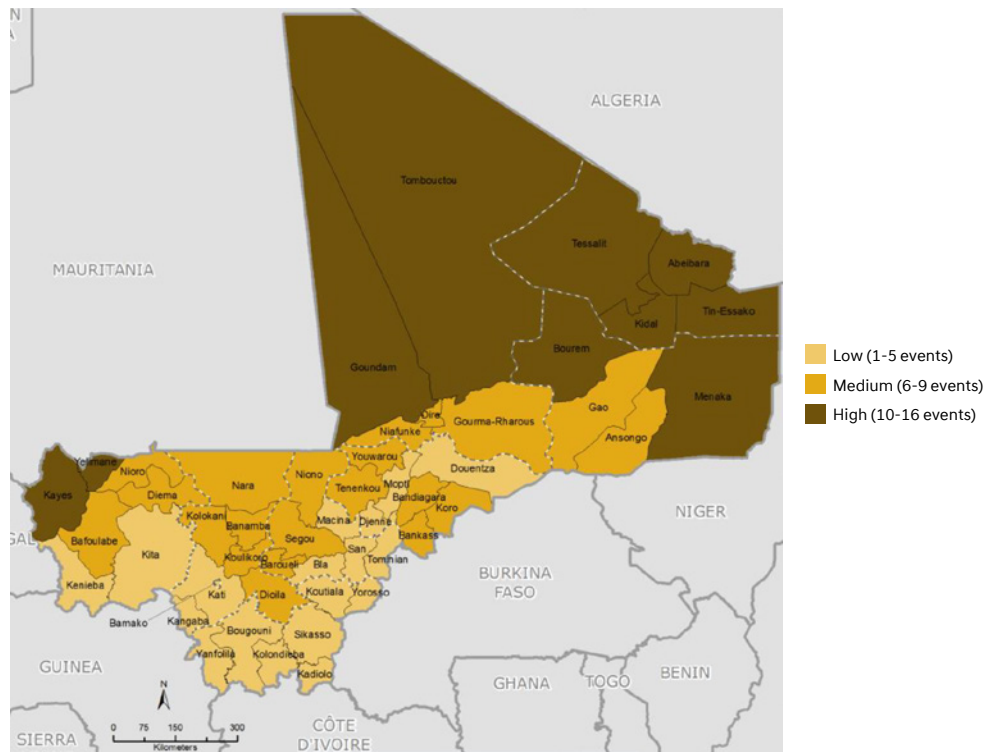 N
A
ALGERIA
Tombouctou
Tessalit
Abeibara
MAURITANIA
Tin-Essako
Kidal
Bourem
Low (1-5 events)
Goundam
Medium (6-9 events)
Menaka
Gao
High (10-16 events)
Dire
Gourma-Rharous
Niafunke
Ansongo
Yelimane
Youwarou
Nioro
Douentza
Niono
Kayes
Nara
Mopti
Diema
Tenenkou
Bandiagara
Koro
Kolokani
NIGER
Macina
Djenne
Banamba
Bankass
SAL
Bafoulabe
Segou
San
Kita
Koulikoro
Baroueli
Bla
Tominian
BURKINA
FASO
Kenieba
Kati
Dioila
Koutiala
Yorosso
Bamako
Kangaba
Bougouni
Sikasso
Yanfolila
Kolondieba
GUINEA
Kadiolo
BENIN
N
GHANA
TOGO
0 75 150 300
Kilometers
CÔTE
D'IVOIRE
SIERRA